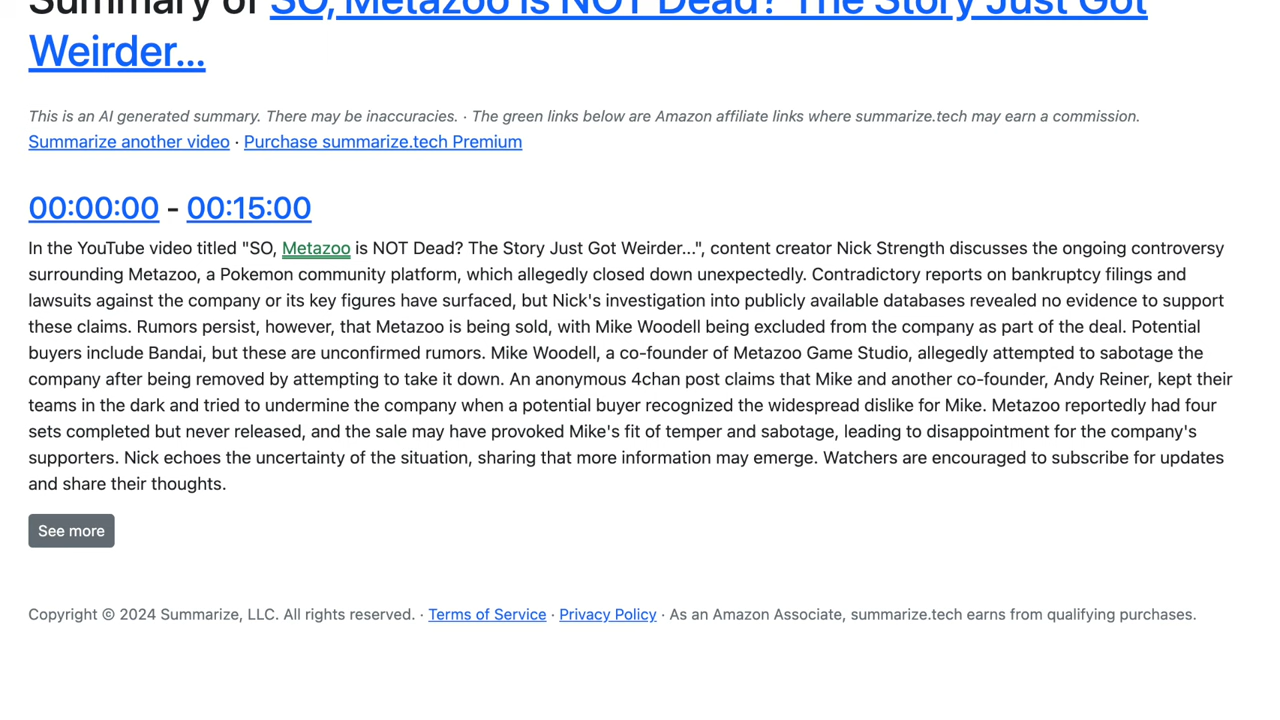 Summary of SO, Metazoo is NOT Dead? The Story Just Got
Weirder...
This is an AI generated summary. There may be inaccuracies. · The green links below are Amazon affiliate links where summarize.tech may earn a commission.
Summarize another video · Purchase summarize.tech Premium
00:00:00 - 00:15:00
In the YouTube video titled "SO, Metazoo is NOT Dead? The Story Just Got Weirder...", content creator Nick Strength discusses the ongoing controversy
surrounding Metazoo, a Pokemon community platform, which allegedly closed down unexpectedly. Contradictory reports on bankruptcy filings and
lawsuits against the company or its key figures have surfaced, but Nick's investigation into publicly available databases revealed no evidence to support
these claims. Rumors persist, however, that Metazoo is being sold, with Mike Woodell being excluded from the company as part of the deal. Potential
buyers include Bandai, but these are unconfirmed rumors. Mike Woodell, a co-founder of Metazoo Game Studio, allegedly attempted to sabotage the
company after being removed by attempting to take it down. An anonymous 4chan post claims that Mike and another co-founder, Andy Reiner, kept their
teams in the dark and tried to undermine the company when a potential buyer recognized the widespread dislike for Mike. Metazoo reportedly had four
sets completed but never released, and the sale may have provoked Mike's fit of temper and sabotage, leading to disappointment for the company's
supporters. Nick echoes the uncertainty of the situation, sharing that more information may emerge. Watchers are encouraged to subscribe for updates
and share their thoughts.
See more
Copyright © 2024 Summarize, LLC. All rights reserved. · Terms of Service · Privacy Policy · As an Amazon Associate, summarize.tech earns from qualifying purchases.